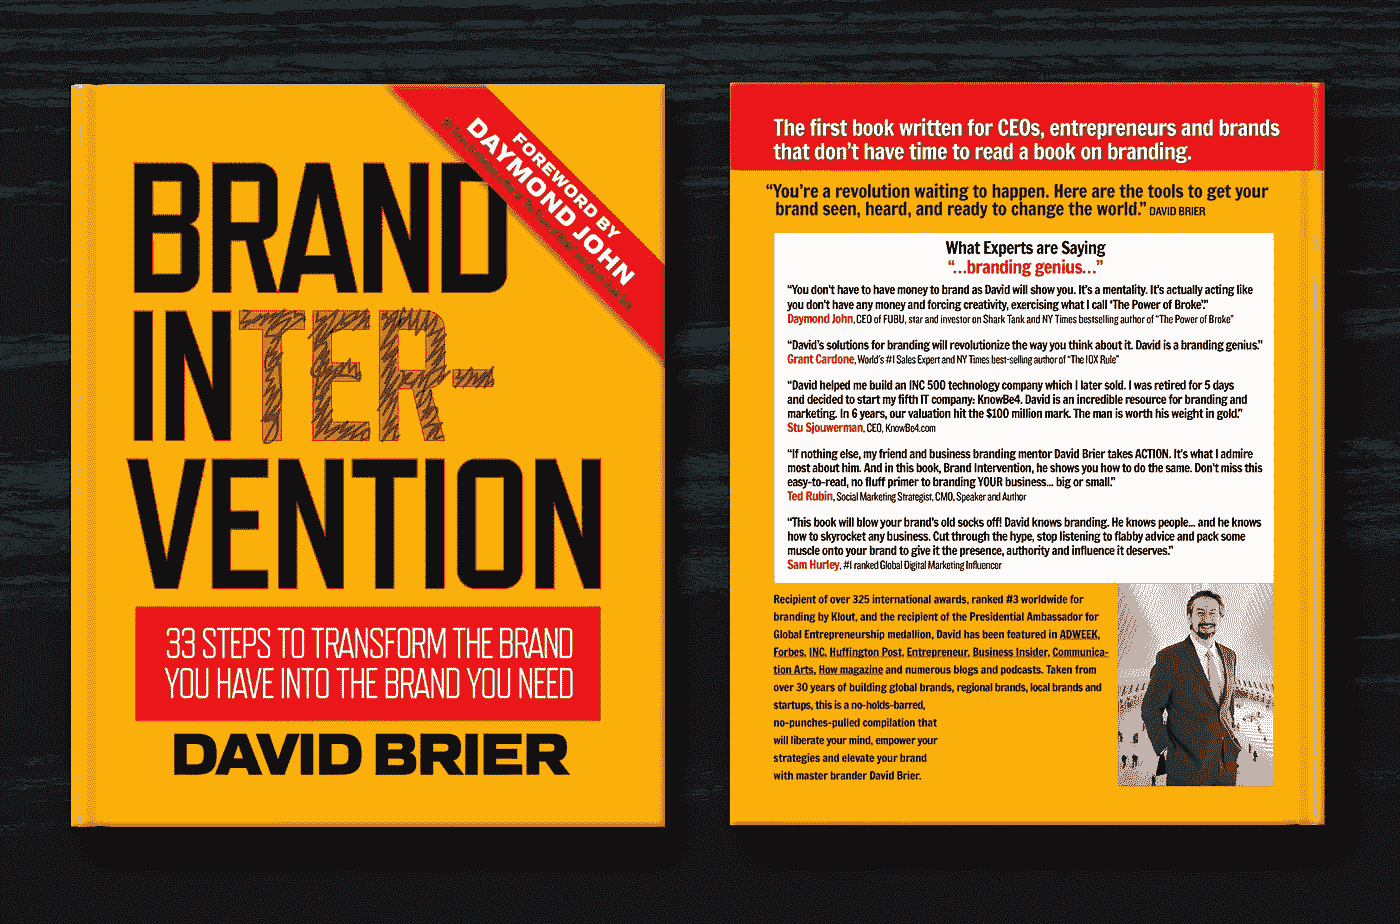 BRAND
INTER-
VENTION
FOREWORD BY
DAYMOND JOHN
33 STEPS TO TRANSFORM THE BRAND
YOU HAVE INTO THE BRAND YOU NEED
DAVID BRIER
The first book written for CEOs, entrepreneurs and brands
that don't have time to read a book on branding.
“You're a revolution waiting to happen. Here are the tools to get your
brand seen, heard, and ready to change the world.” DAVID BRIER
What Experts are Saying
“...branding genius...”
“You don't have to have money to brand as David will show you. It's a mentality. It's actually acting like
you don't have any money and forcing creativity, exercising what I call ‘The Power of Broke’.”
Daymond John, CEO of FUBU, star and investor on Shark Tank and NY Times bestselling author of “The Power of Broke”
“David's solutions for branding will revolutionize the way you think about it. David is a branding genius.”
Grant Cardone, World's #1 Sales Expert and NY Times best-selling author of “The 10X Rule”
“David helped me build an INC 500 technology company which I later sold. I was retired for 5 days
and decided to start my fifth IT company: KnowBe4. David is an incredible resource for branding and
marketing. In 6 years, our valuation hit the $100 million mark. The man is worth his weight in gold.”
Stu Sjouwerman, CEO, KnowBe4.com
“If nothing else, my friend and business branding mentor David Brier takes ACTION. It's what I admire
most about him. And in this book, Brand Intervention, he shows you how to do the same. Don't miss this
easy-to-read, no fluff primer to branding YOUR business... big or small.”
Ted Rubin, Social Marketing Strategist, CMO, Speaker and Author
“This book will blow your brand's old socks off! David knows branding. He knows people... and he knows
how to skyrocket any business. Cut through the hype, stop listening to flabby advice and pack some
muscle onto your brand to give it the presence, authority and influence it deserves.”
Sam Hurley, #1 ranked Global Digital Marketing Influencer
Recipient of over 325 international awards, ranked #3 worldwide for
branding by Klout, and the recipient of the Presidential Ambassador for
Global Entrepreneurship medallion, David has been featured in ADWEEK,
Forbes, INC, Huffington Post, Entrepreneur, Business Insider, Communica-
tion Arts, How magazine and numerous blogs and podcasts. Taken from
over 30 years of building global brands, regional brands, local brands and
startups, this is a no-holds-barred,
no-punches-pulled compilation that
will liberate your mind, empower your
strategies and elevate your brand
with master brander David Brier.